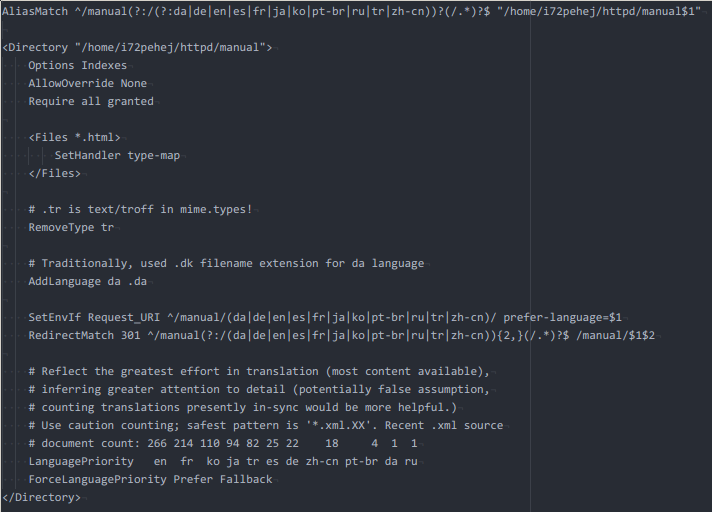 AliasMatch ^/manual(?:/(?:da|de|en|es|fr|ja|ko|pt-br|ru|tr|zh-cn))?(/.*)?$ "/home/i72pehej/httpd/manual$1"
<Directory "/home/i72pehej/httpd/manual">
    Options Indexes
    AllowOverride None
    Require all granted
    <Files *.html>
        SetHandler type-map
    </Files>
    # .tr is text/troff in mime.types!
    RemoveType tr
    # Traditionally, used .dk filename extension for da language
    AddLanguage da .da
    SetEnvIf Request_URI ^/manual/(da|de|en|es|fr|ja|ko|pt-br|ru|tr|zh-cn)/ prefer-language=$1
    RedirectMatch 301 ^/manual(?:/(da|de|en|es|fr|ja|ko|pt-br|ru|tr|zh-cn)){2,}(/.*)?$ /manual/$1$2
    # Reflect the greatest effort in translation (most content available),
    # inferring greater attention to detail (potentially false assumption,
    # counting translations presently in-sync would be more helpful.)
    # Use caution counting; safest pattern is '*.xml.XX'. Recent .xml source
    # document count: 266 214 110 94 82 25 22    18     4  1  1
    LanguagePriority   en  fr  ko ja tr es de zh-cn pt-br da ru
    ForceLanguagePriority Prefer Fallback
</Directory>